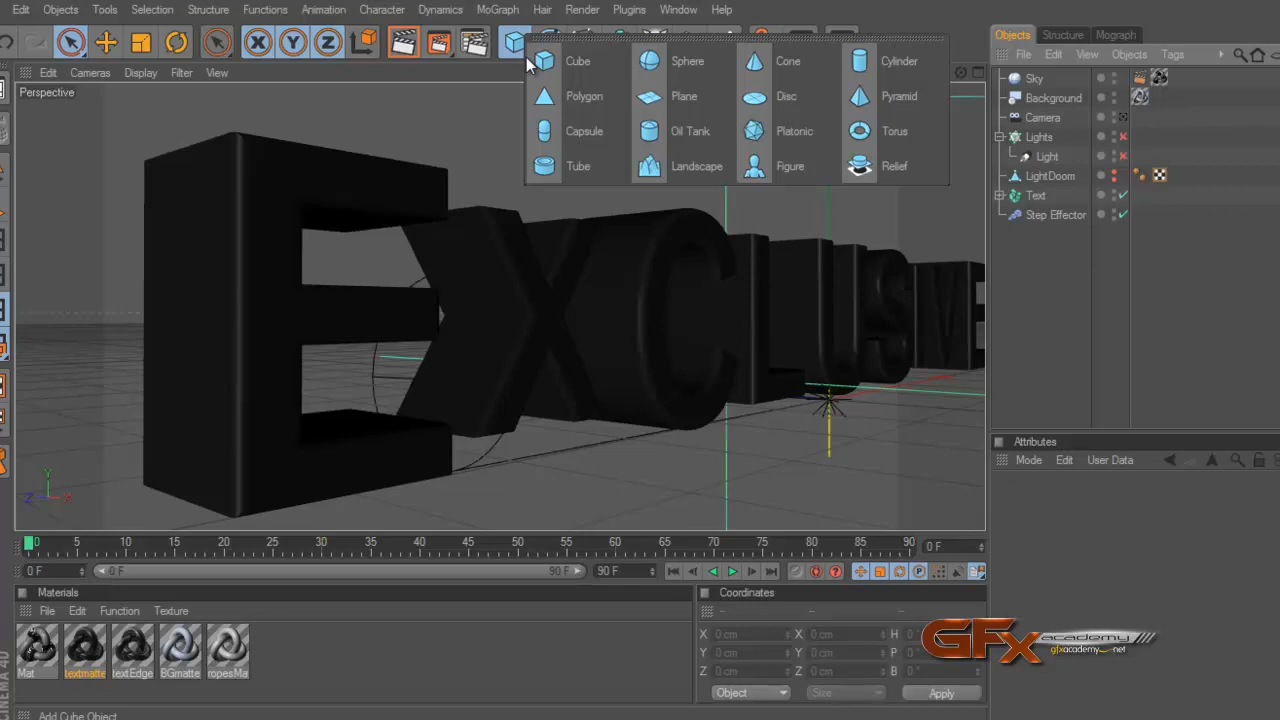 Edit Objects Tools Selection Structure Functions Animation Character Dynamics MoGraph Hair Render Plugins Window Help
X Y Z
Edit Cameras Display Filter View
Perspective
Cube Sphere Cone Cylinder
Polygon Plane Disc Pyramid
Capsule Oil Tank Platonic Torus
Tube Landscape Figure Relief
Objects Structure Mograph
File Edit View Objects Tags
Sky
Background
Camera
Lights
Light
LightDoom
Text
Step Effector
EXCLUSIVE
Y
Z X
Attributes
Mode Edit User Data
0 5 10 15 20 25 30 35 40 45 50 55 60 65 70 75 80 85 90
0 F
0 F 0 F 90 F 90 F
Materials
File Edit Function Texture
Mat textmatte textEdge BGmatte ropesMa
Coordinates
-- -- --
X 0 cm X 0 cm H 0 °
Y 0 cm Y 0 cm P 0 °
Z 0 cm Z 0 cm B 0 °
Object Size Apply
GFx academy
gfxacademy.net
CINEMA 4D
Add Cube Object